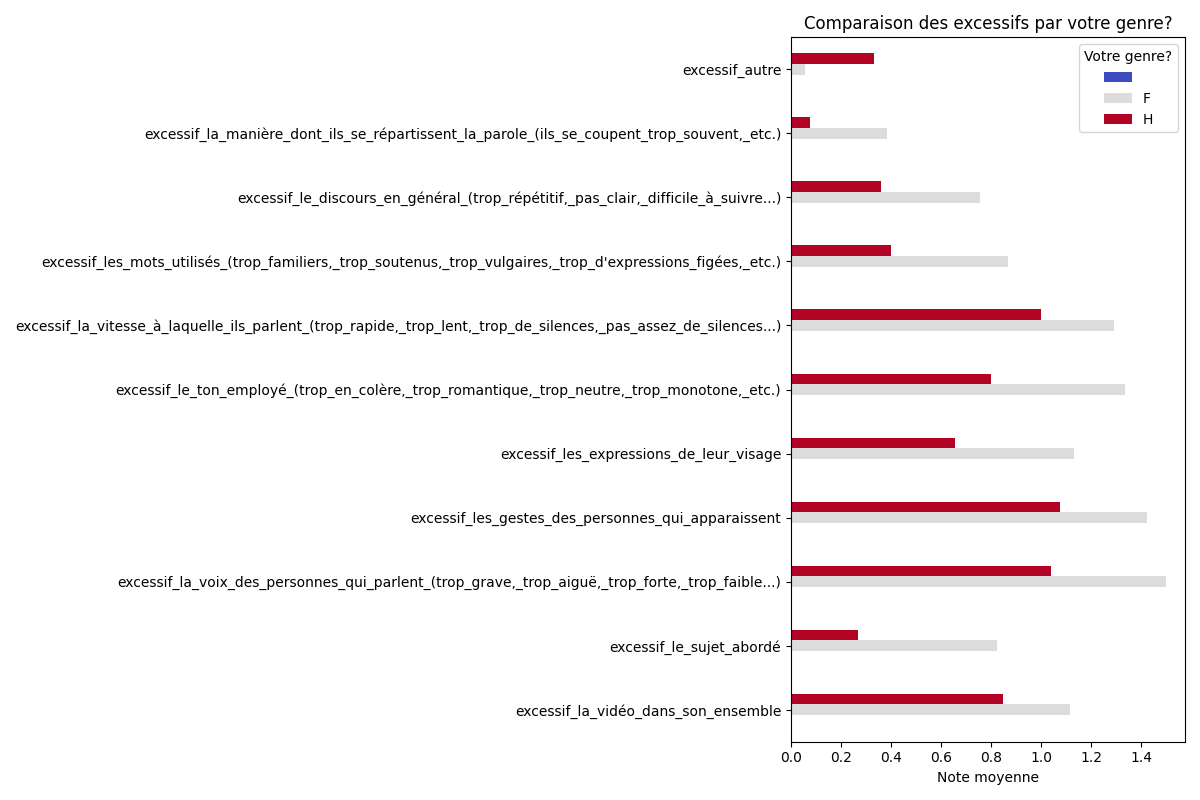 Comparaison des excessifs par votre genre?
Votre genre?
F
H
excessif_autre
excessif_la_manière_dont_ils_se_répartissent_la_parole_(ils_se_coupent_trop_souvent,_etc.)
excessif_le_discours_en_général_(trop_répétitif,_pas_clair,_difficile_à_suivre...)
excessif_les_mots_utilisés_(trop_familiers,_trop_soutenus,_trop_vulgaires,_trop_d'expressions_figées,_etc.)
excessif_la_vitesse_à_laquelle_ils_parlent_(trop_rapide,_trop_lent,_trop_de_silences,_pas_assez_de_silences...)
excessif_le_ton_employé_(trop_en_colère,_trop_romantique,_trop_neutre,_trop_monotone,_etc.)
excessif_les_expressions_de_leur_visage
excessif_les_gestes_des_personnes_qui_apparaissent
excessif_la_voix_des_personnes_qui_parlent_(trop_grave,_trop_aiguë,_trop_forte,_trop_faible...)
excessif_le_sujet_abordé
excessif_la_vidéo_dans_son_ensemble
0.0 0.2 0.4 0.6 0.8 1.0 1.2 1.4
Note moyenne